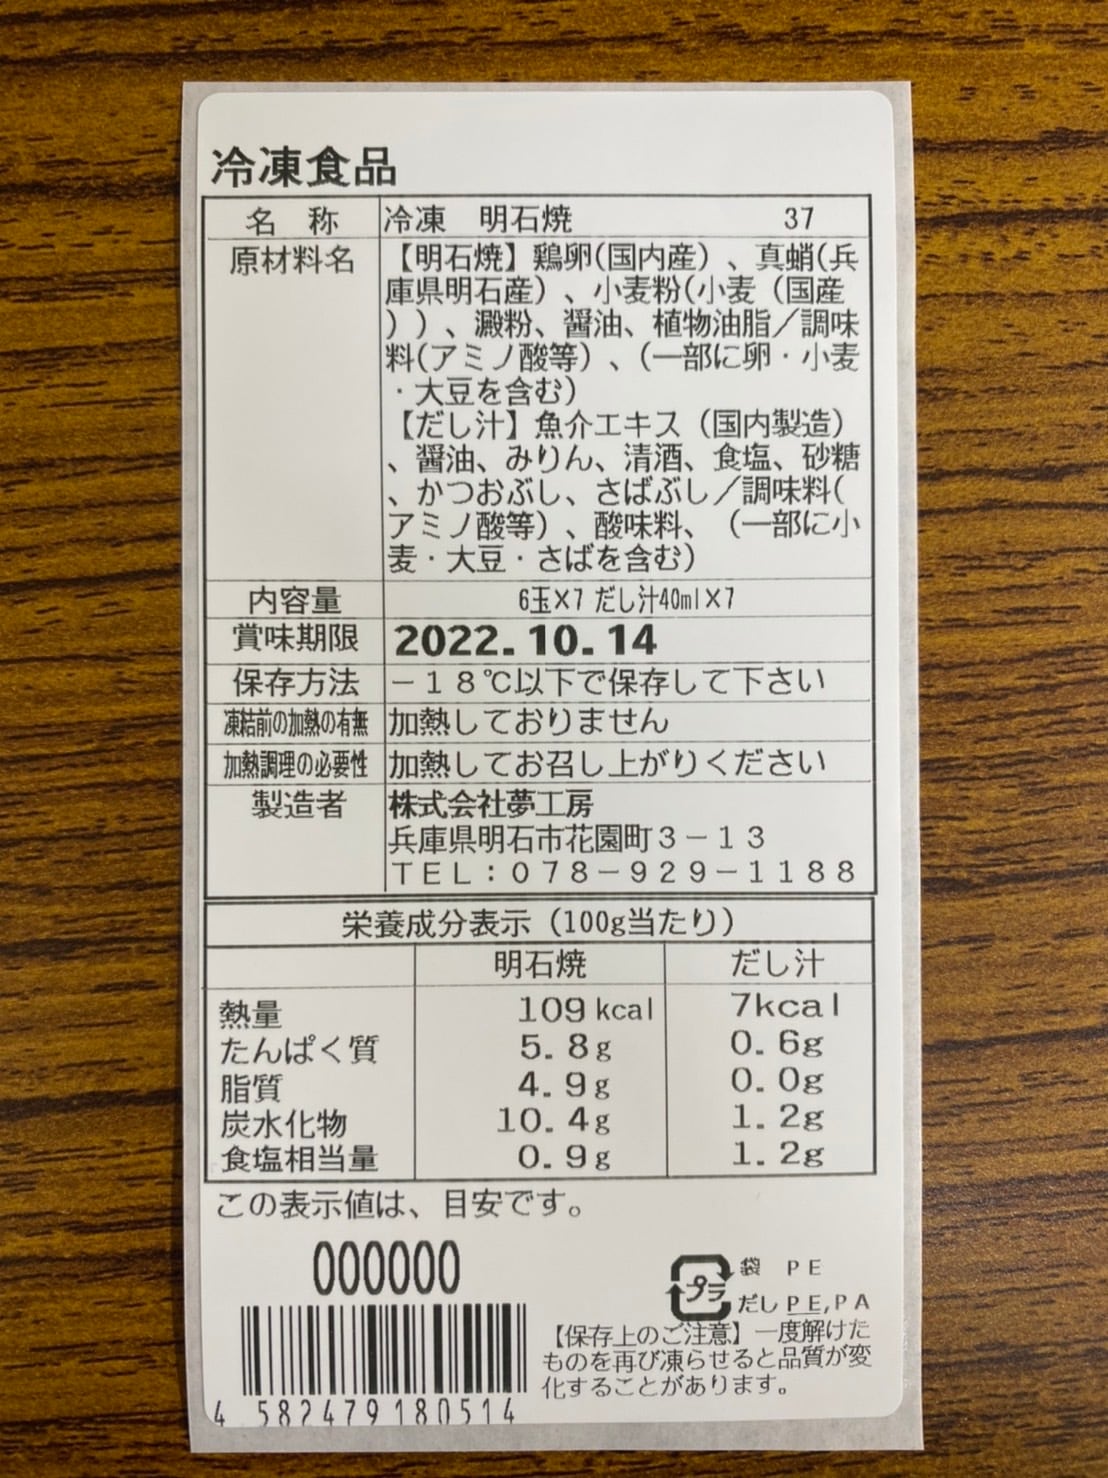 冷凍食品
名 称 冷凍 明石焼 37
原材料名 【明石焼】鶏卵(国内産)、真蛸(兵
庫県明石産)、小麦粉(小麦(国産
))、澱粉、醤油、植物油脂/調味
料(アミノ酸等)、(一部に卵・小麦
・大豆を含む)
【だし汁】魚介エキス(国内製造)
、醤油、みりん、清酒、食塩、砂糖
、かつおぶし、さばぶし/調味料(
アミノ酸等)、酸味料、(一部に小
麦・大豆・さばを含む)
内容量 6玉×7 だし汁40ml×7
賞味期限 2022.10.14
保存方法 -18℃以下で保存して下さい
凍結前の加熱の有無 加熱しておりません
加熱調理の必要性 加熱してお召し上がりください
製造者 株式会社夢工房
兵庫県明石市花園町3-13
TEL:078-929-1188
栄養成分表示(100g当たり)
明石焼 だし汁
熱量 109kcal 7kcal
たんぱく質 5.8g 0.6g
脂質 4.9g 0.0g
炭水化物 10.4g 1.2g
食塩相当量 0.9g 1.2g
この表示値は、目安です。
000000
4 582479 180514
プラ
袋 PE
だし PE,PA
【保存上のご注意】一度解けた
ものを再び凍らせると品質が変
化することがあります。